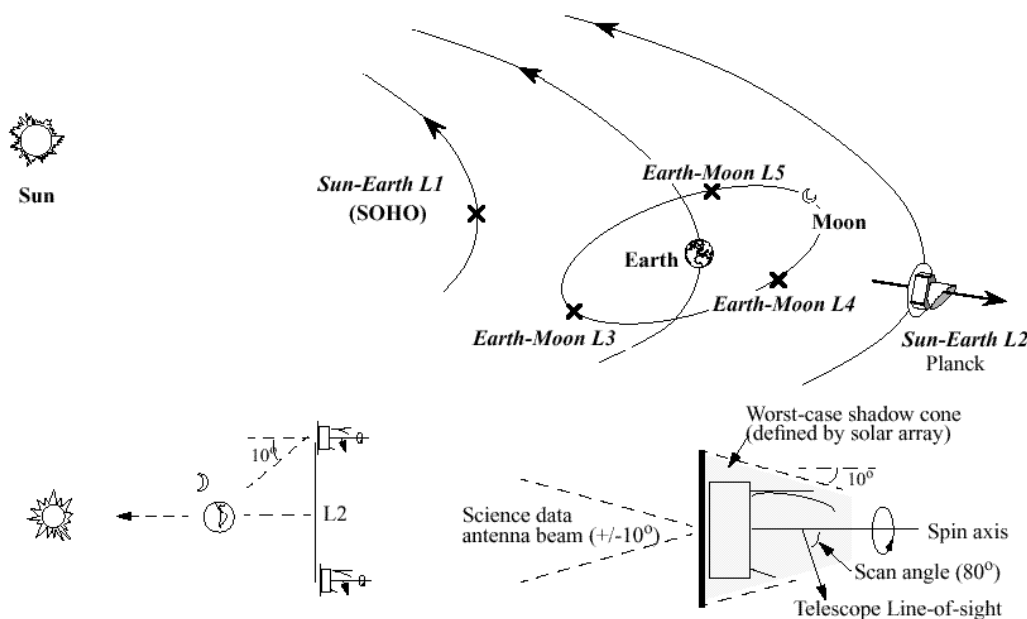 Sun
Sun-Earth L1
(SOHO)
Earth-Moon L5
Moon
Earth
Earth-Moon L4
Earth-Moon L3
Sun-Earth L2
Planck
10°
L2
Worst-case shadow cone
(defined by solar array)
10°
Science data
antenna beam (+/-10°)
Spin axis
Scan angle (80°)
Telescope Line-of-sight